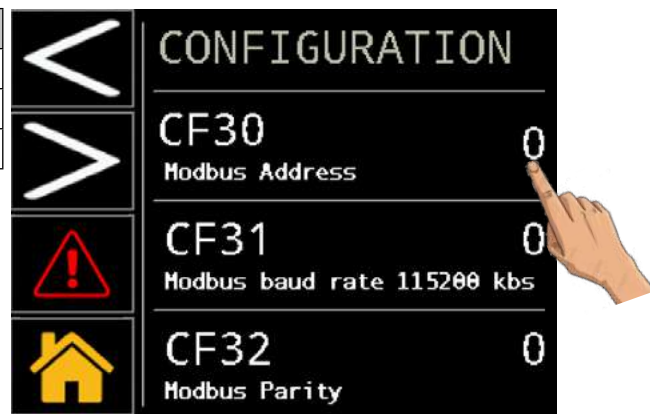 CONFIGURATION
CF30 0
Modbus Address
CF31 0
Modbus baud rate 115200 kbs
CF32 0
Modbus Parity